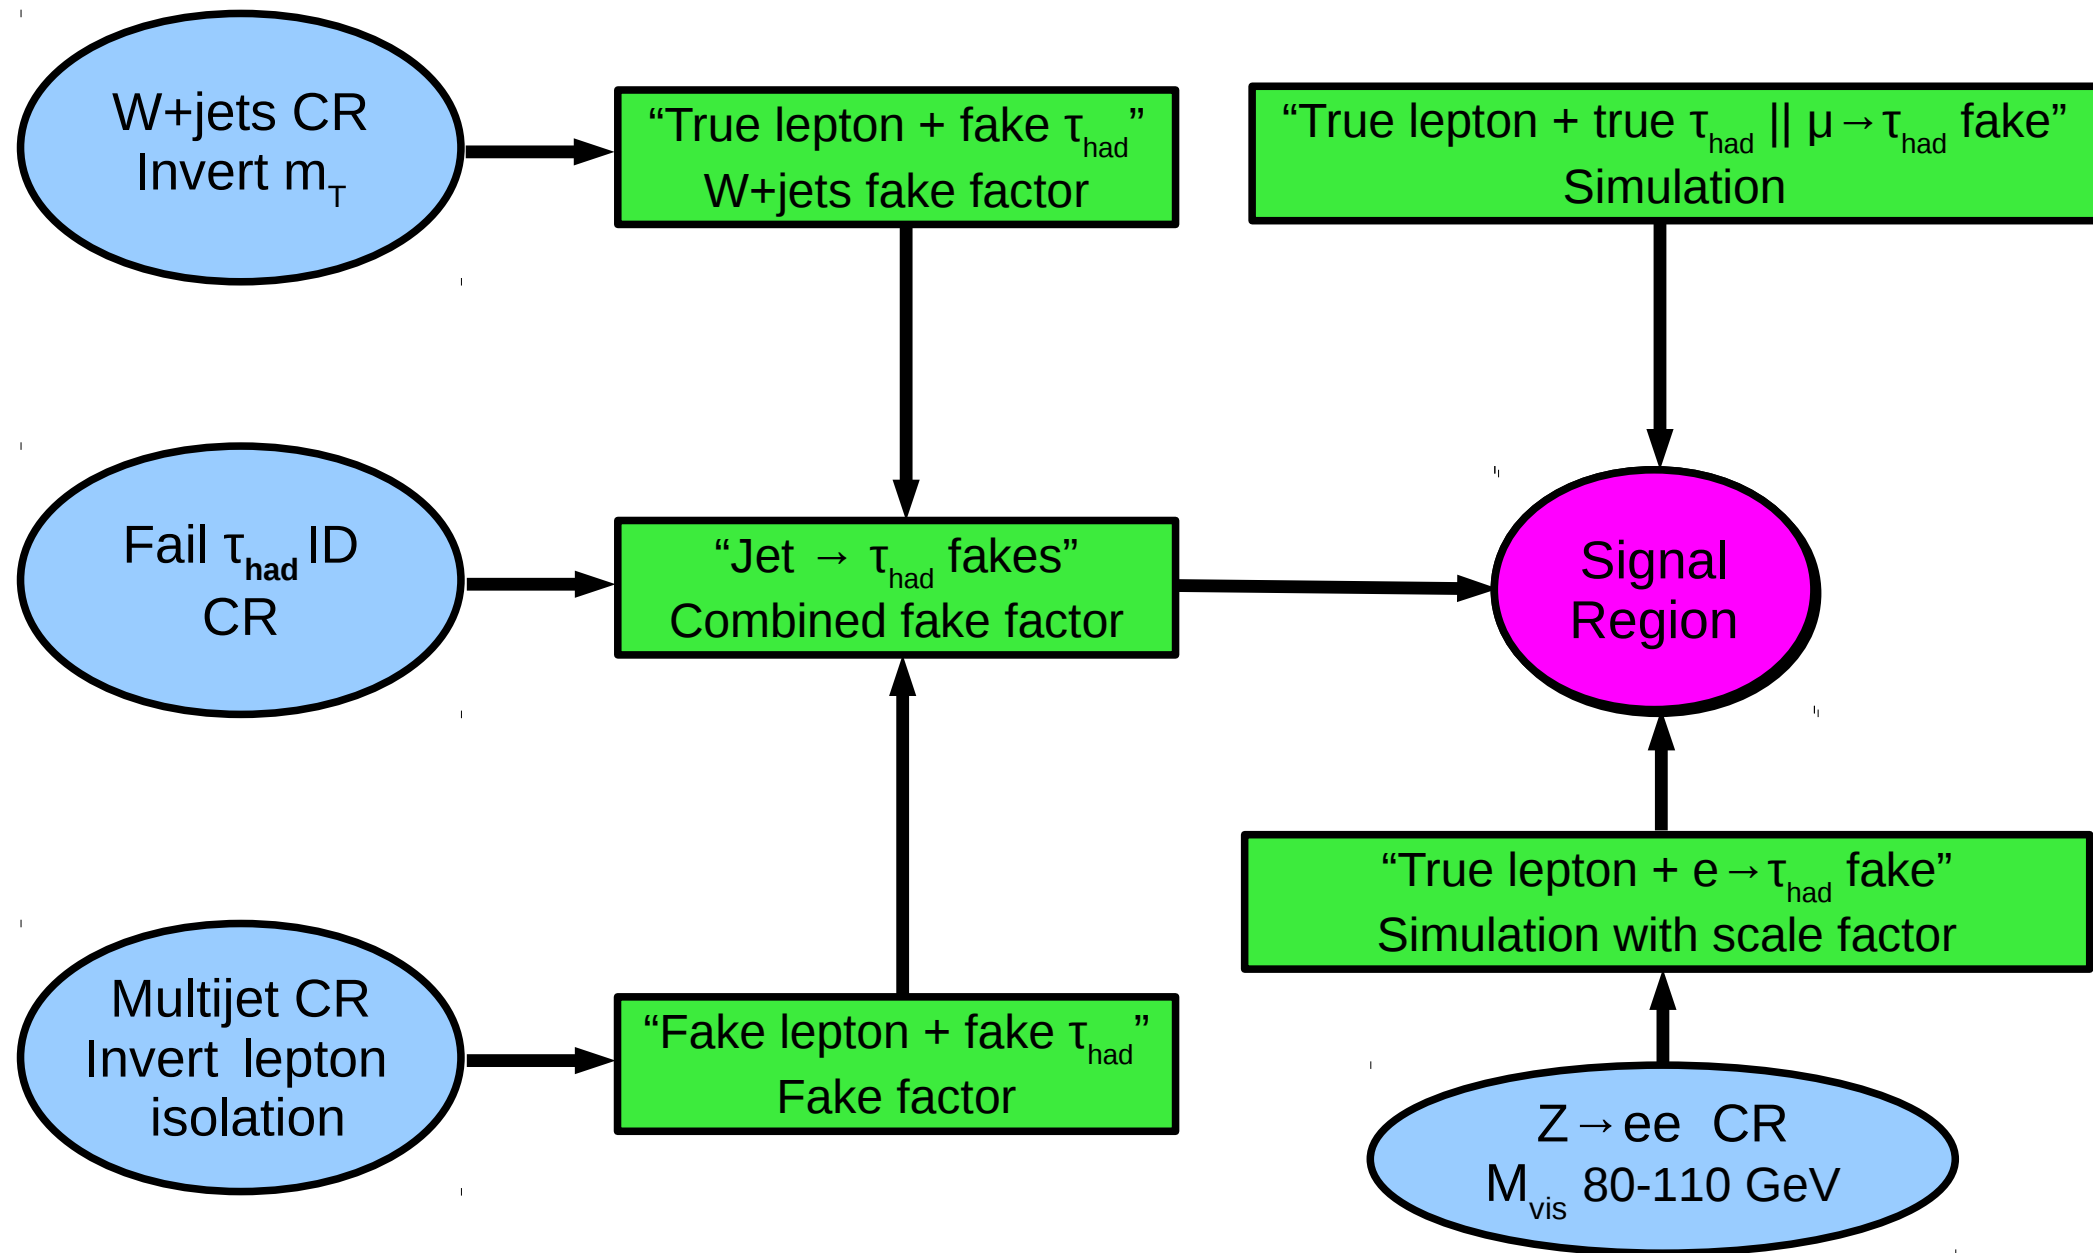 W+jets CR
Invert m_T
“True lepton + fake τ_had”
W+jets fake factor
“True lepton + true τ_had || μ→τ_had fake”
Simulation
Fail τ_had ID
CR
“Jet → τ_had fakes”
Combined fake factor
Signal
Region
Multijet CR
Invert lepton
isolation
“Fake lepton + fake τ_had”
Fake factor
“True lepton + e→τ_had fake”
Simulation with scale factor
Z→ee CR
M_vis 80-110 GeV